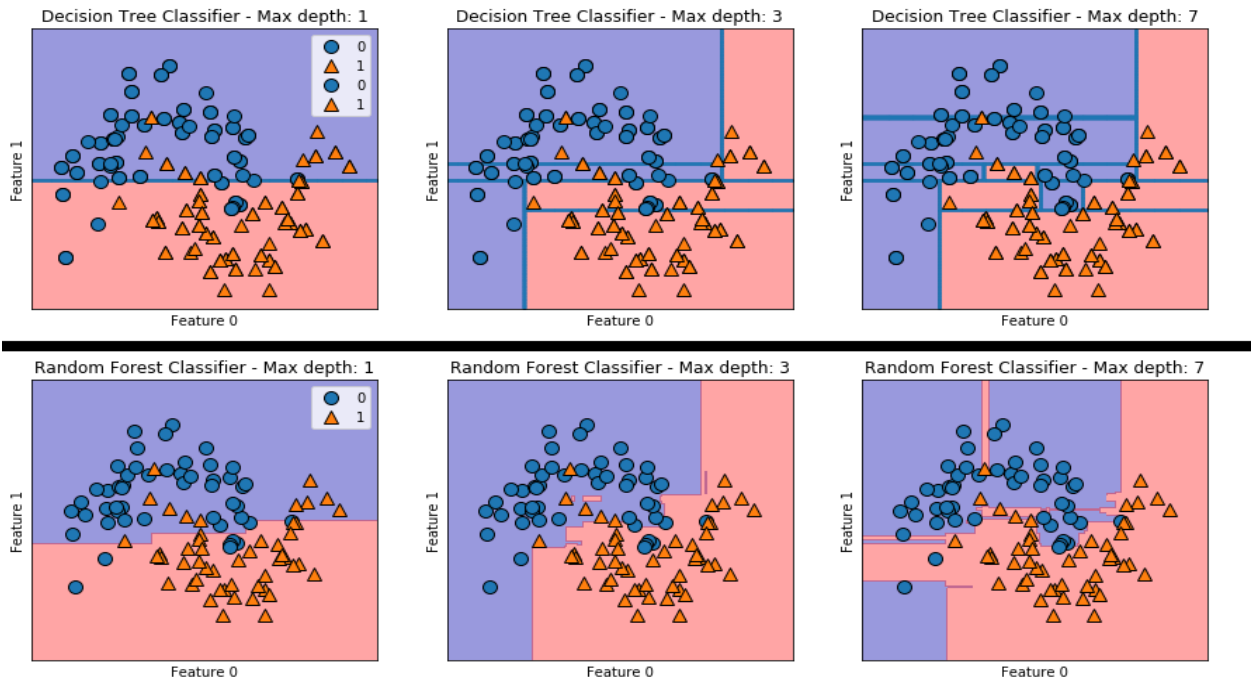 Decision Tree Classifier - Max depth: 1
Decision Tree Classifier - Max depth: 3
Decision Tree Classifier - Max depth: 7
0
1
0
1
Feature 1
Feature 1
Feature 1
Feature 0
Feature 0
Feature 0
Random Forest Classifier - Max depth: 1
Random Forest Classifier - Max depth: 3
Random Forest Classifier - Max depth: 7
0
1
Feature 1
Feature 1
Feature 1
Feature 0
Feature 0
Feature 0